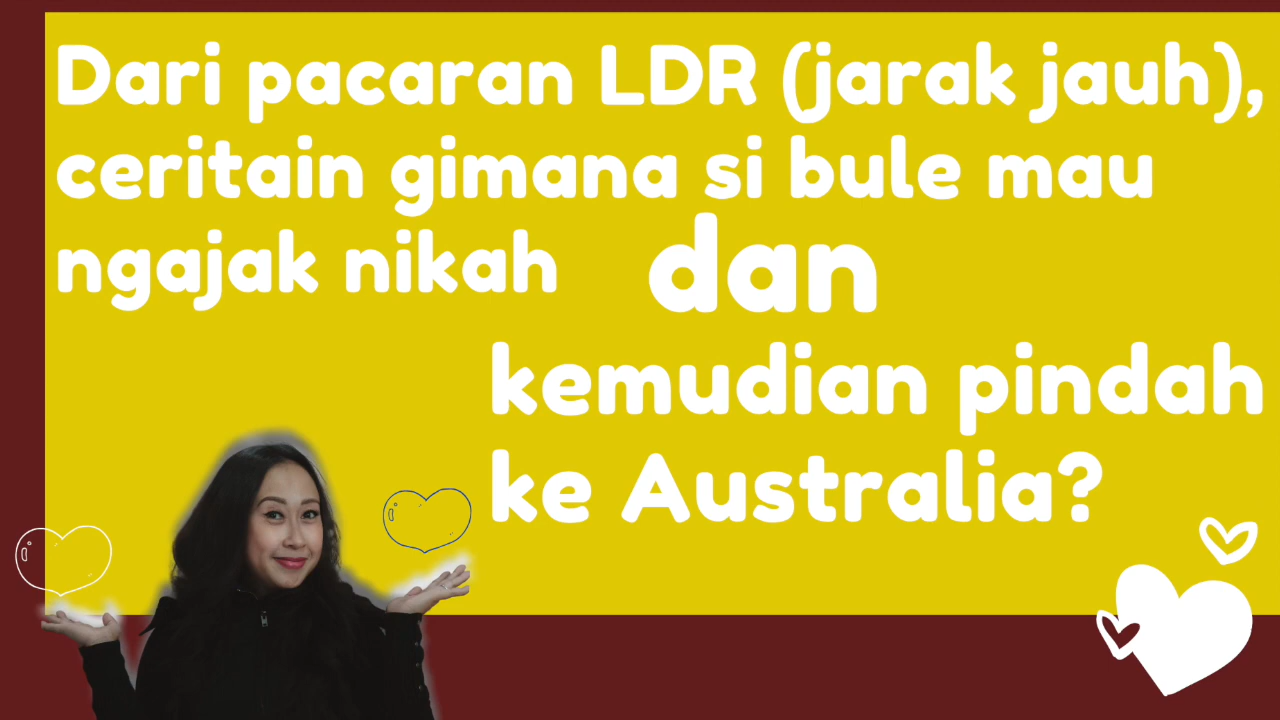 Dari pacaran LDR (jarak jauh),
ceritain gimana si bule mau
ngajak nikah dan
kemudian pindah
ke Australia?